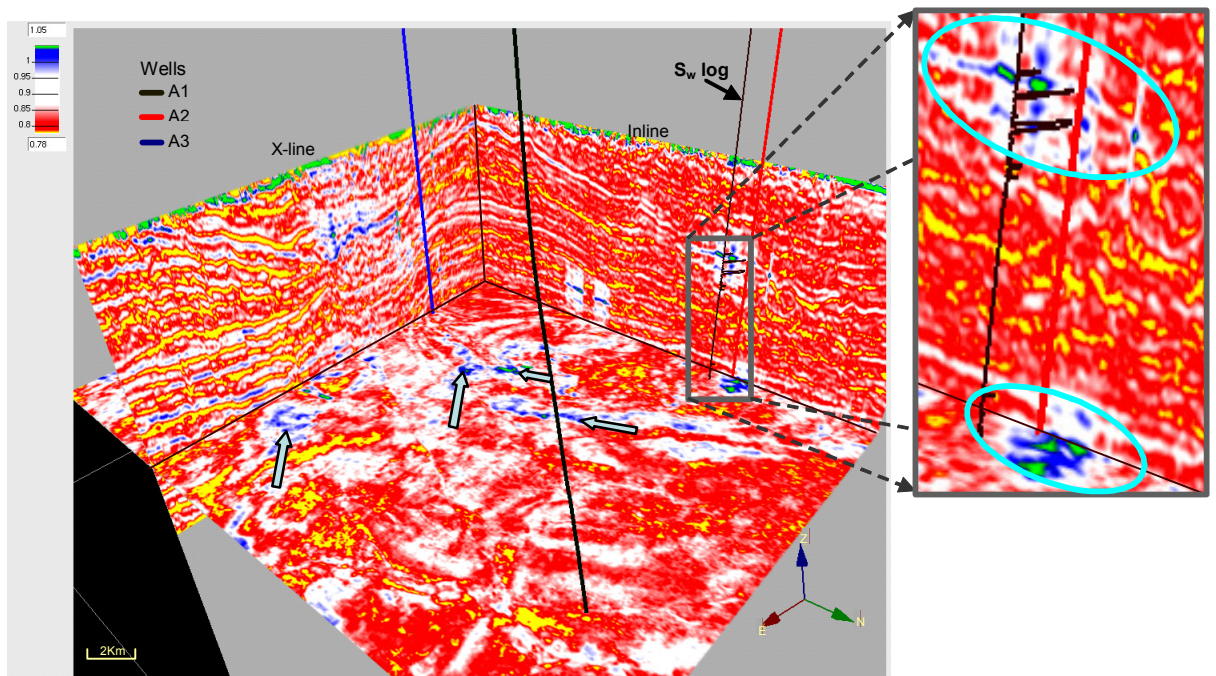 1.05
1
0.95
0.9
0.85
0.8
0.78
Wells
A1
A2
A3
X-line
Inline
Sw log
Z
E
N
2Km